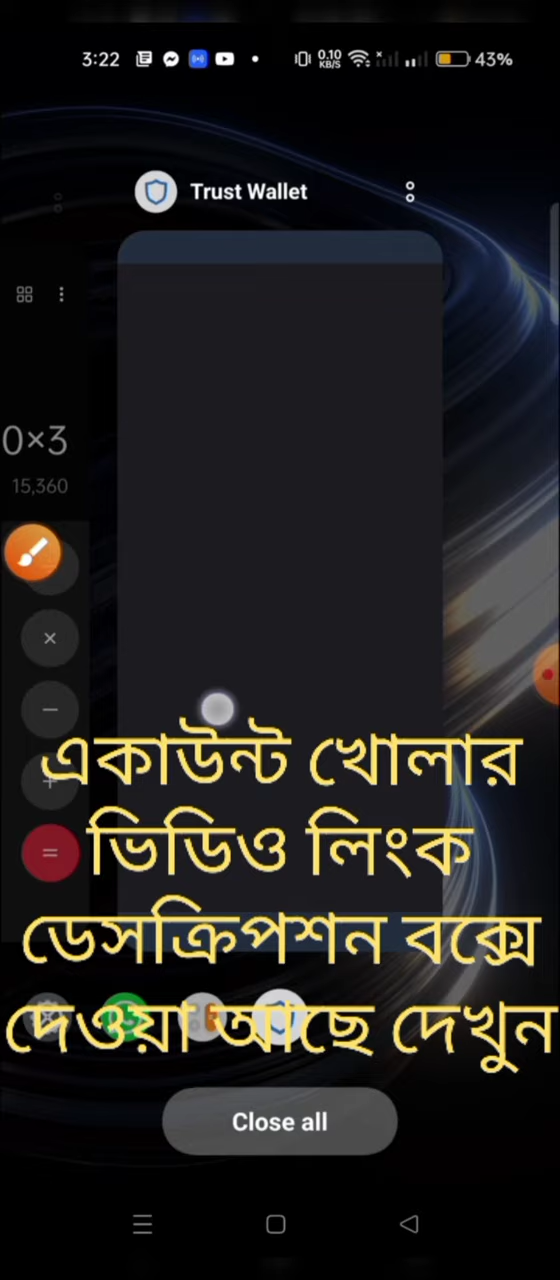 3:22 0.10 KB/S 43%
Trust Wallet
0×3
15,360
×
−
+
=
একাউন্ট খোলার
ভিডিও লিংক
ডেসক্রিপশন বক্সে
দেওয়া আছে দেখুন
Close all